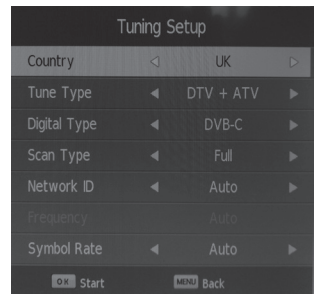 Tuning Setup
Country ◁ UK ▷
Tune Type ◀ DTV + ATV ▶
Digital Type ◀ DVB-C ▶
Scan Type ◀ Full ▶
Network ID ◀ Auto ▶
Frequency Auto
Symbol Rate ◀ Auto ▶
OK Start MENU Back